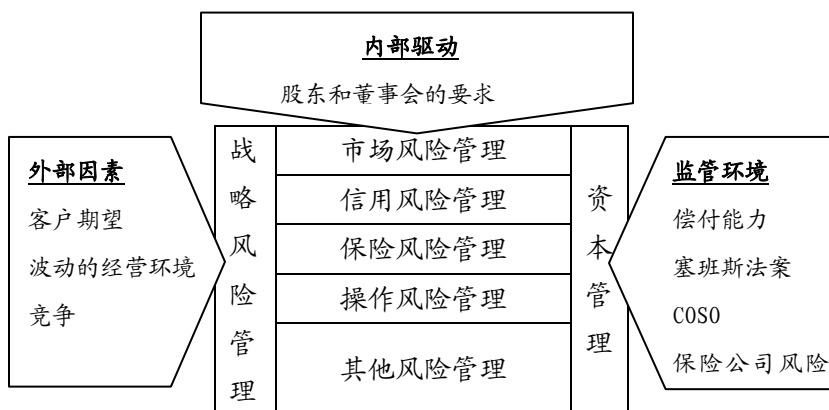 内部驱动
股东和董事会的要求
外部因素
客户期望
波动的经营环境
竞争
战略风险管理
市场风险管理
信用风险管理
保险风险管理
操作风险管理
其他风险管理
资本管理
监管环境
偿付能力
塞班斯法案
COSO
保险公司风险